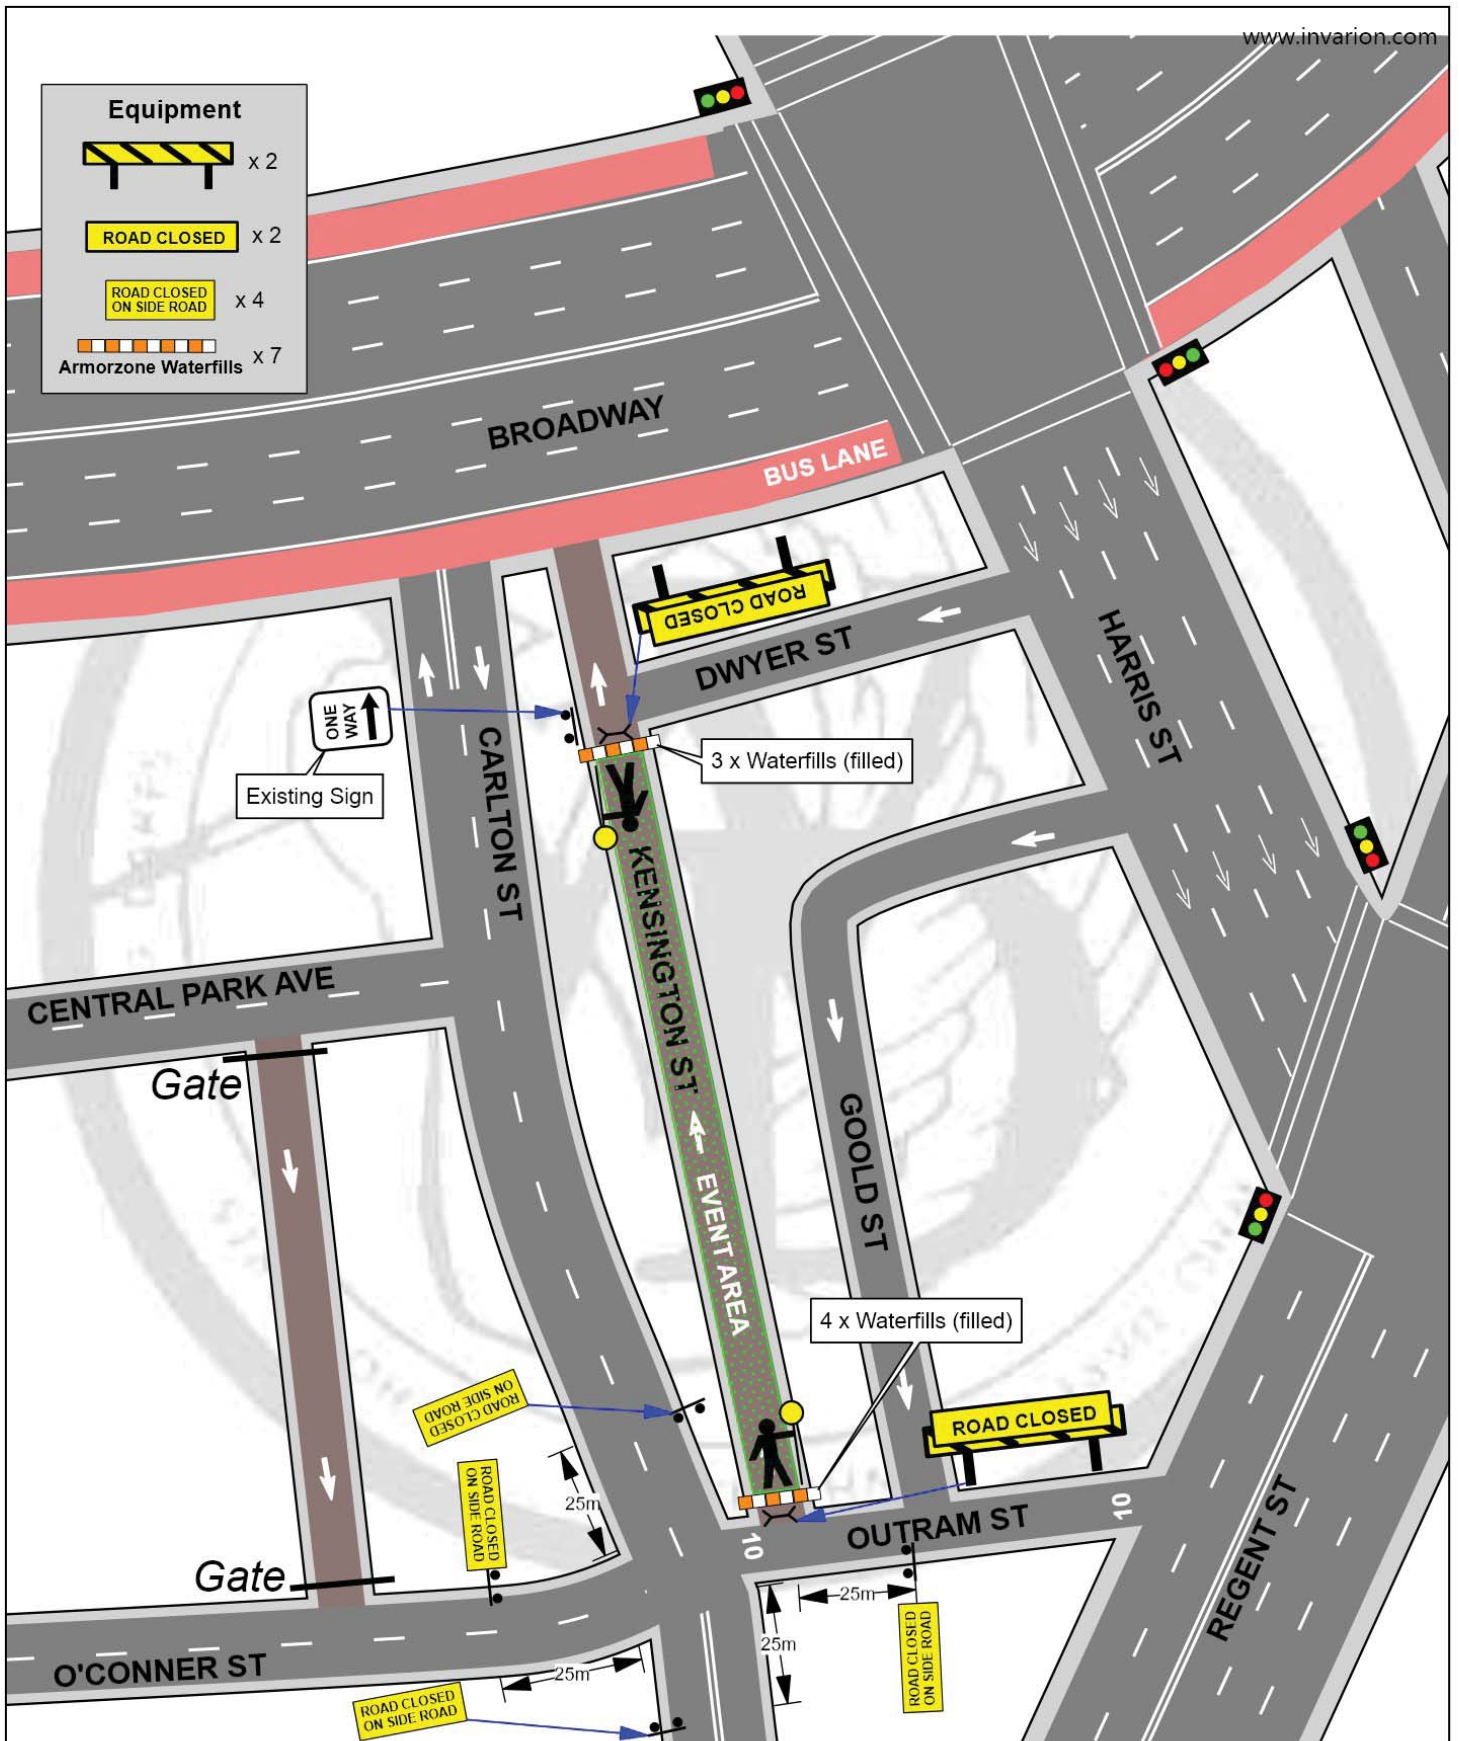 www.invarion.com
Equipment
x 2
ROAD CLOSED
x 2
ROAD CLOSED
ON SIDE ROAD
x 4
Armorzone Waterfills
x 7
BROADWAY
BUS LANE
ROAD CLOSED
DWYER ST
HARRIS ST
ONE
WAY
Existing Sign
3 x Waterfills (filled)
CARLTON ST
KENSINGTON ST
CENTRAL PARK AVE
Gate
GOOLD ST
EVENT AREA
4 x Waterfills (filled)
ROAD CLOSED
ON SIDE ROAD
ROAD CLOSED
ROAD CLOSED
ON SIDE ROAD
25m
10
OUTRAM ST
10
REGENT ST
Gate
25m
ROAD CLOSED
ON SIDE ROAD
25m
O'CONNER ST
25m
ROAD CLOSED
ON SIDE ROAD